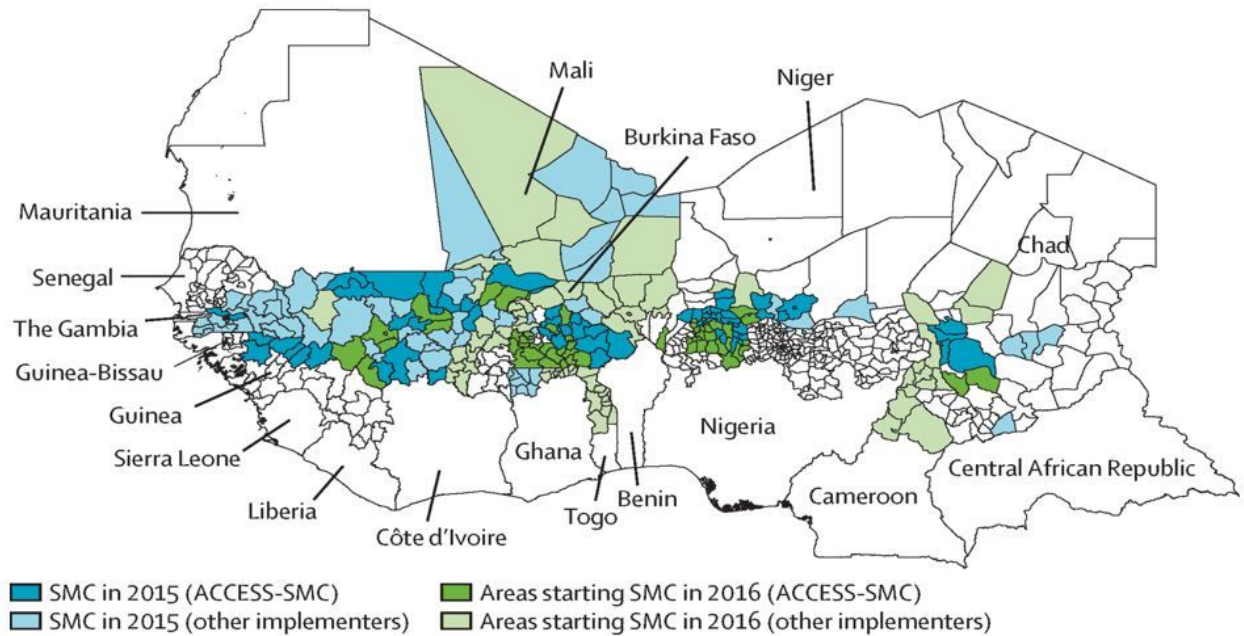 Mali
Niger
Burkina Faso
Mauritania
Chad
Senegal
The Gambia
Guinea-Bissau
Guinea
Sierra Leone
Liberia
Côte d'Ivoire
Ghana
Togo
Benin
Nigeria
Cameroon
Central African Republic
SMC in 2015 (ACCESS-SMC)
SMC in 2015 (other implementers)
Areas starting SMC in 2016 (ACCESS-SMC)
Areas starting SMC in 2016 (other implementers)